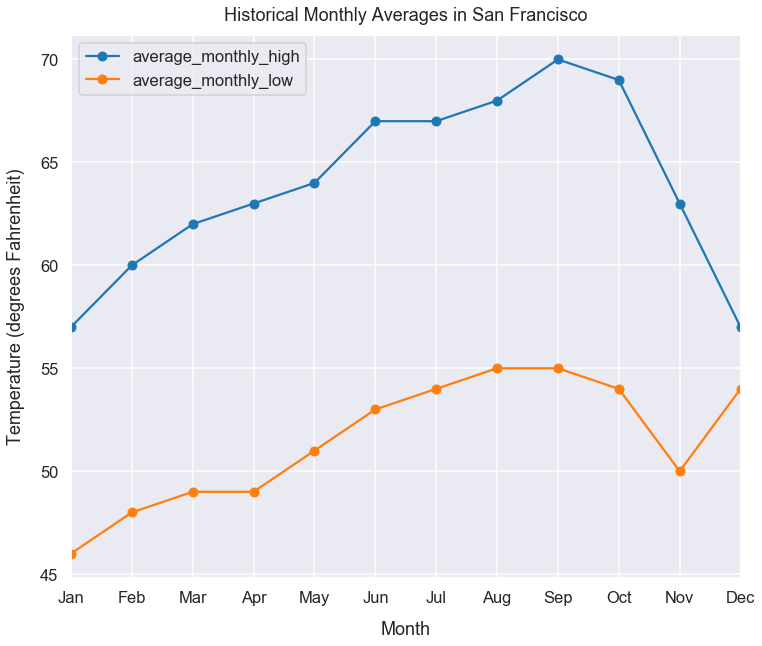 Historical Monthly Averages in San Francisco
average_monthly_high
average_monthly_low
Temperature (degrees Fahrenheit)
70
65
60
55
50
45
Jan Feb Mar Apr May Jun Jul Aug Sep Oct Nov Dec
Month